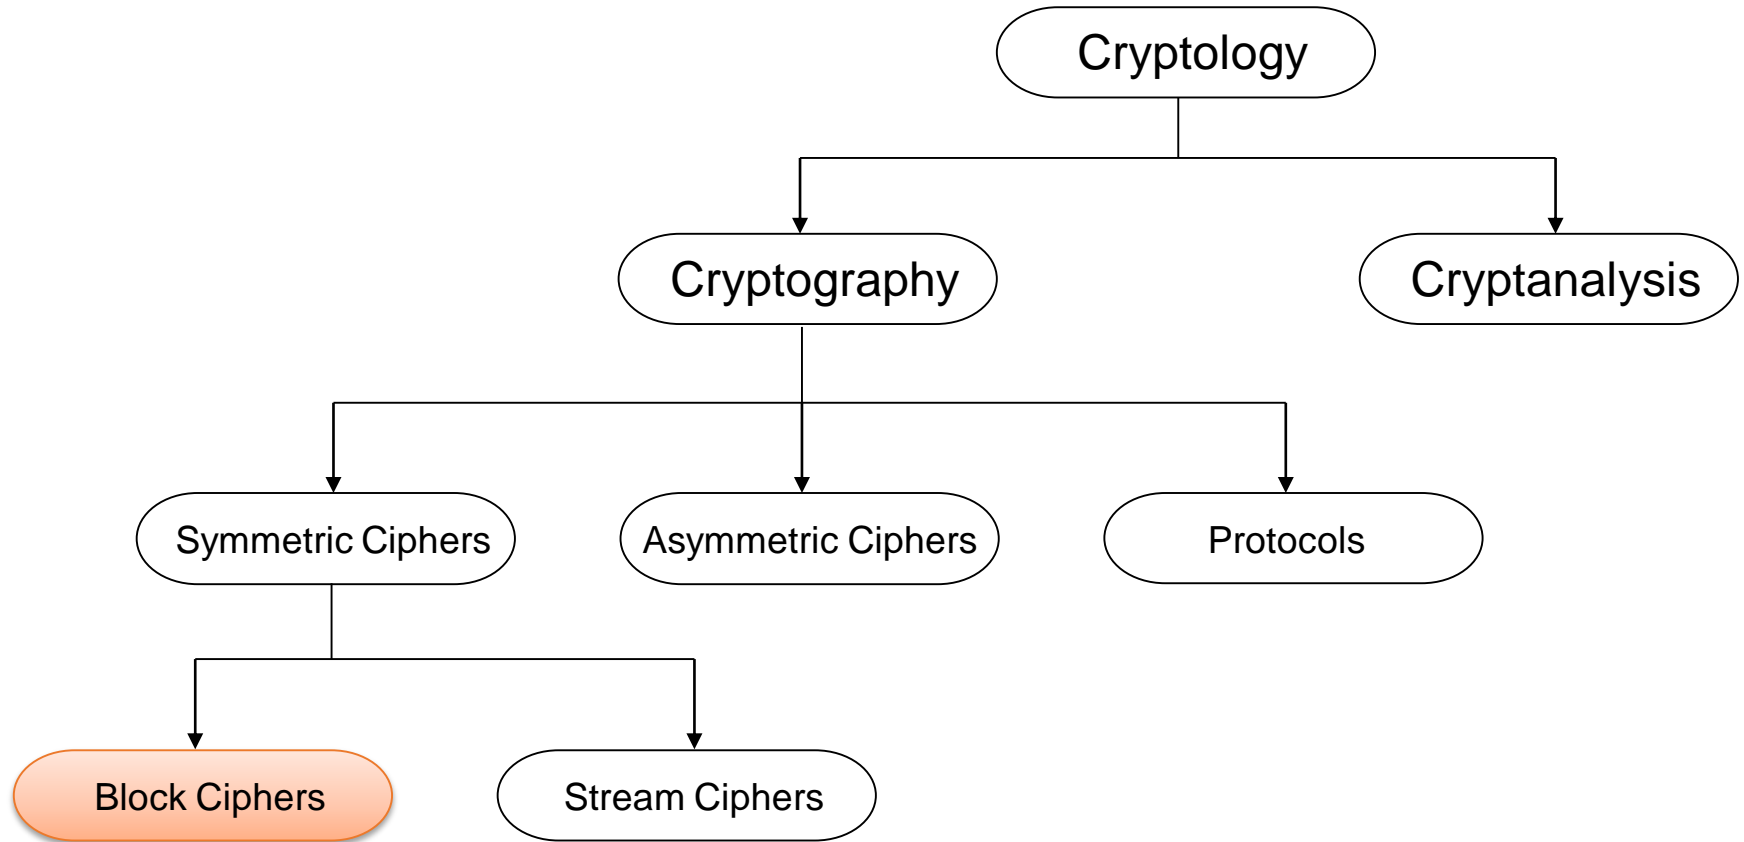 Cryptology
Cryptography
Cryptanalysis
Symmetric Ciphers
Asymmetric Ciphers
Protocols
Block Ciphers
Stream Ciphers